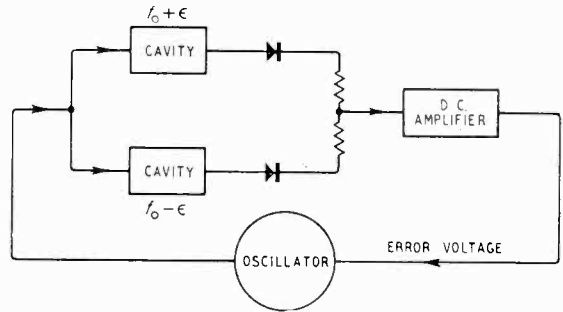 f₀+ϵ
CAVITY
D.C.
AMPLIFIER
CAVITY
f₀−ϵ
OSCILLATOR
ERROR VOLTAGE